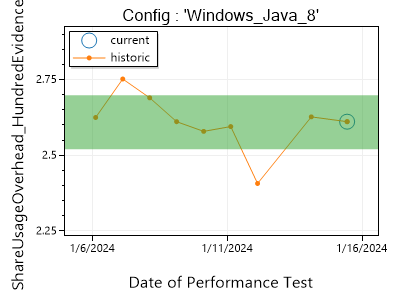 Config : 'Windows_Java_8'
current
historic
ShareUsageOverhead_HundredEvidence
2.75
2.5
2.25
1/6/2024
1/11/2024
1/16/2024
Date of Performance Test